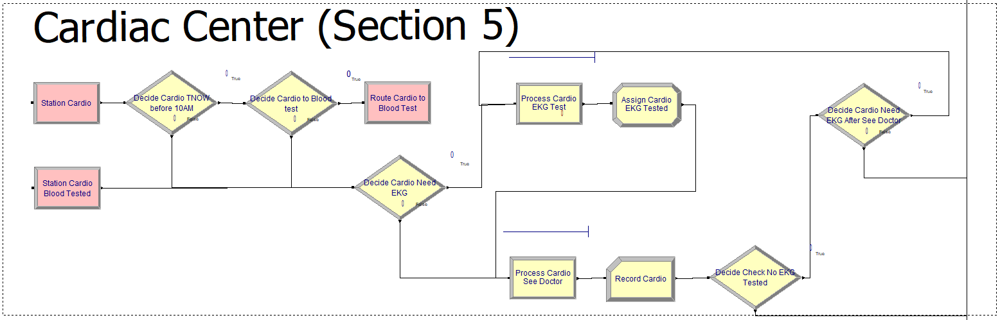 Cardiac Center (Section 5)
Station Cardio
Decide Cardio TNOW
before 10AM
0
True
0
False
Decide Cardio to Blood
test
0
True
0
False
Route Cardio to
Blood Test
Process Cardio
EKG Test
0
Assign Cardio
EKG Tested
Decide Cardio Need
EKG After See Doctor
0
True
0
False
Station Cardio
Blood Tested
Decide Cardio Need
EKG
0
True
0
False
Process Cardio
See Doctor
Record Cardio
Decide Check No EKG
Tested
0
True